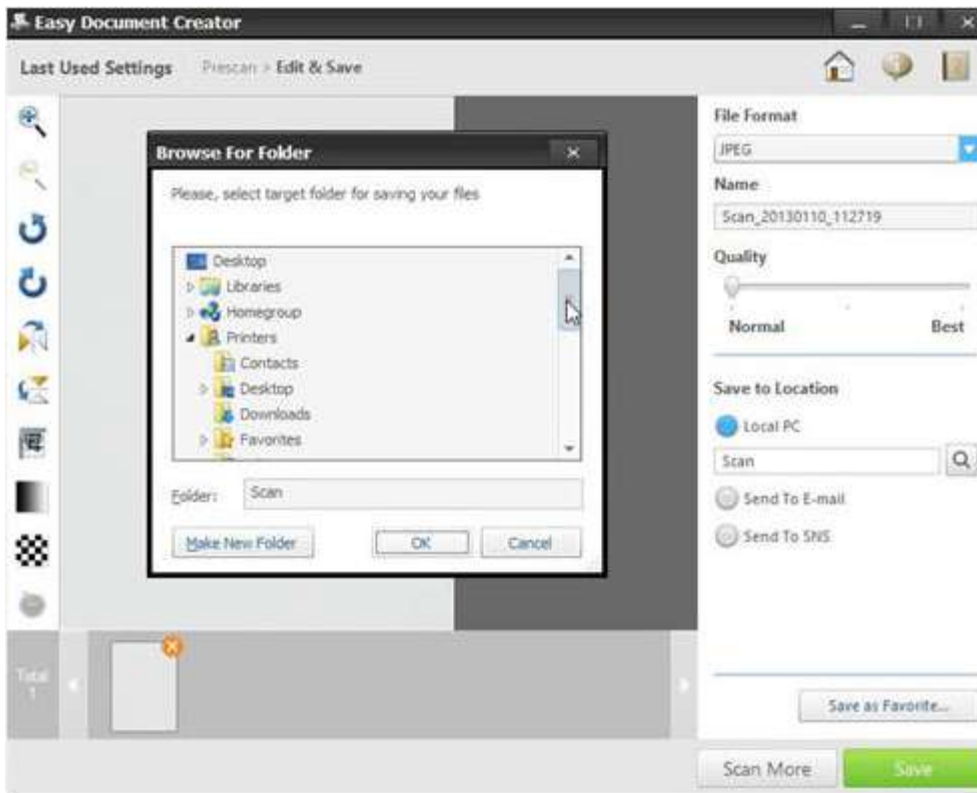 Easy Document Creator
Last Used Settings Prescan > Edit & Save
File Format
JPEG
Name
Scan_20130110_112719
Quality
Normal Best
Save to Location
Local PC
Scan
Send To E-mail
Send To SNS
Save as Favorite...
Browse For Folder
Please, select target folder for saving your files
Desktop
Libraries
Homegroup
Printers
Contacts
Desktop
Downloads
Favorites
Folder: Scan
Make New Folder OK Cancel
Total
1
Scan More Save